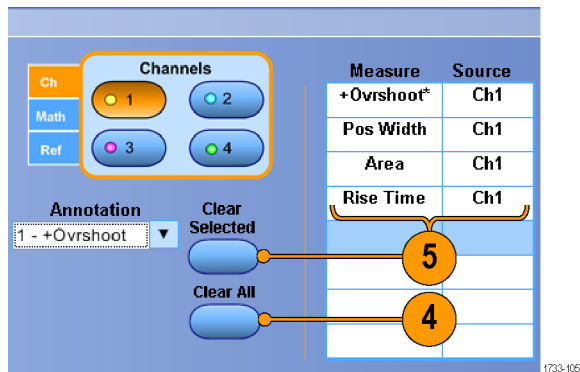 Channels
Ch
Math
Ref
1
2
3
4
Measure Source
+Ovrshoot* Ch1
Pos Width Ch1
Area Ch1
Rise Time Ch1
Annotation
1 - +Ovrshoot
Clear
Selected
5
Clear All
4
1733-105